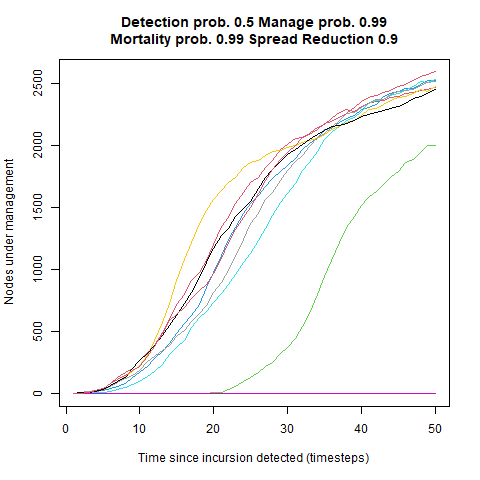 Detection prob. 0.5 Manage prob. 0.99
Mortality prob. 0.99 Spread Reduction 0.9
Nodes under management
2500
2000
1500
1000
500
0
0 10 20 30 40 50
Time since incursion detected (timesteps)